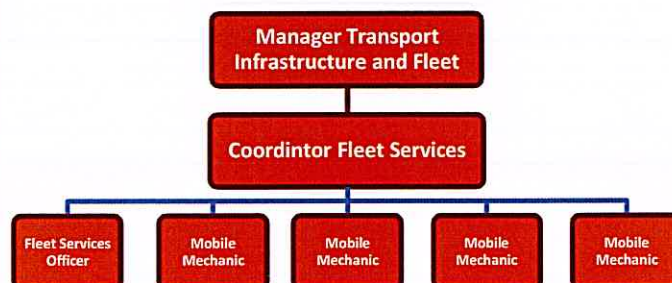 Manager Transport
Infrastructure and Fleet
Coordintor Fleet Services
Fleet Services
Officer
Mobile
Mechanic
Mobile
Mechanic
Mobile
Mechanic
Mobile
Mechanic